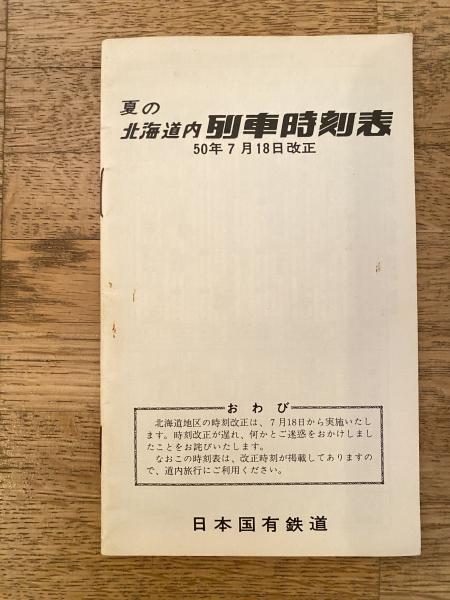 夏の
北海道内 列車時刻表
50年7月18日改正
おわび
北海道地区の時刻改正は、7月18日から実施いたし
ます。時刻改正が遅れ、何かとご迷惑をおかけしまし
たことをお詫びいたします。
なおこの時刻表は、改正時刻が掲載してありますの
で、道内旅行にご利用ください。
日本国有鉄道